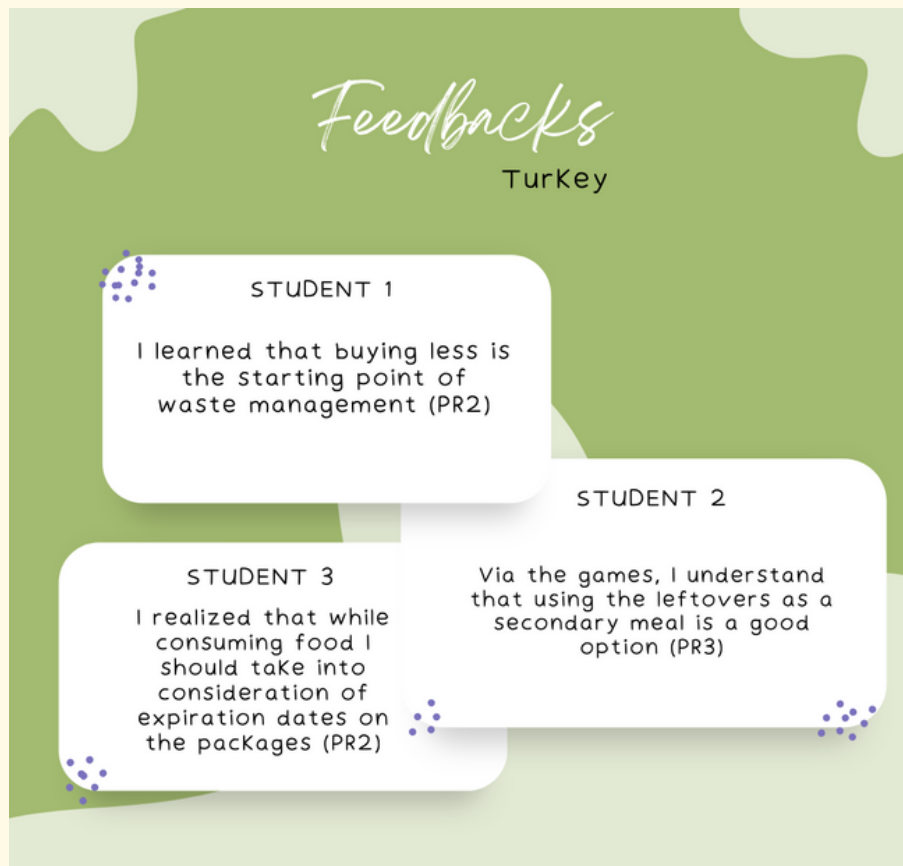 Feedbacks
Turkey
STUDENT 1
I learned that buying less is
the starting point of
waste management (PR2)
STUDENT 2
Via the games, I understand
that using the leftovers as a
secondary meal is a good
option (PR3)
STUDENT 3
I realized that while
consuming food I
should take into
consideration of
expiration dates on
the packages (PR2)